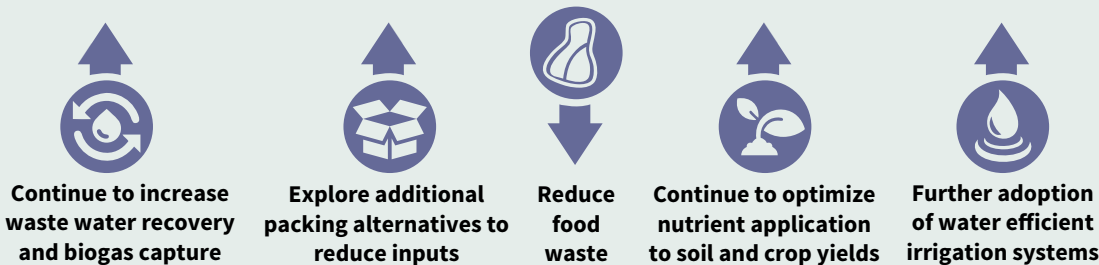 Continue to increase
waste water recovery
and biogas capture
Explore additional
packing alternatives to
reduce inputs
Reduce
food
waste
Continue to optimize
nutrient application
to soil and crop yields
Further adoption
of water efficient
irrigation systems